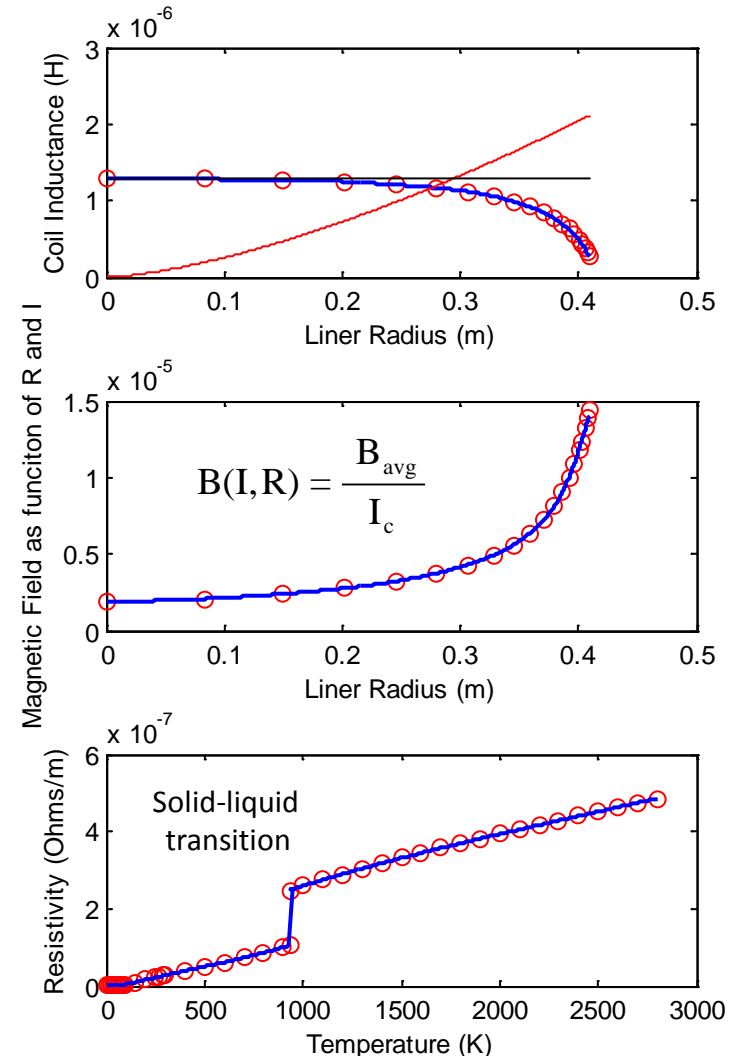 x 10^-6
3
2
1
0
0 0.1 0.2 0.3 0.4 0.5
Coil Inductance (H)
Liner Radius (m)
Magnetic Field as funciton of R and I
x 10^-5
1.5
1
0.5
0
0 0.1 0.2 0.3 0.4 0.5
B(I,R) = B_avg / I_c
Liner Radius (m)
x 10^-7
6
4
2
0
0 500 1000 1500 2000 2500 3000
Resistivity (Ohms/m)
Solid-liquid
transition
Temperature (K)